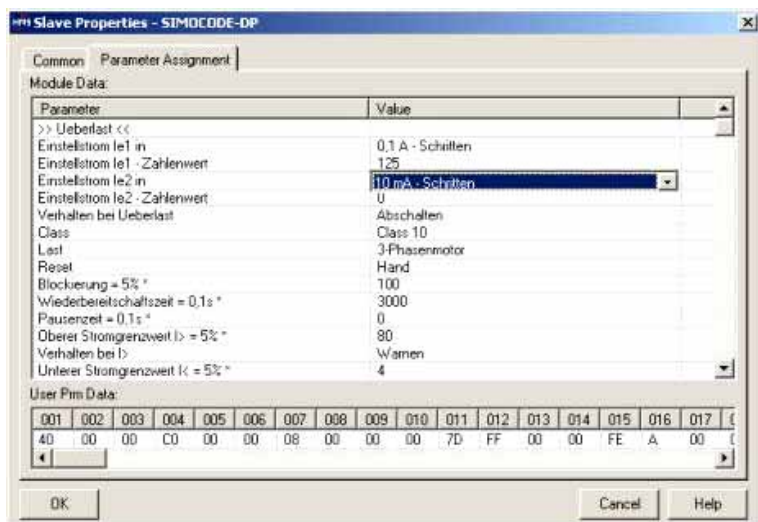 Slave Properties - SIMOCODE-DP
Common Parameter Assignment
Module Data:
Parameter Value
>> Ueberlast <<
Einstellstrom Ie1 in 0,1 A - Schritten
Einstellstrom Ie1 - Zahlenwert 125
Einstellstrom Ie2 in 10 mA - Schritten
Einstellstrom Ie2 - Zahlenwert 0
Verhalten bei Ueberlast Abschalten
Class Class 10
Last 3-Phasenmotor
Reset Hand
Blockierung = 5% * 100
Wiederbereitschaftszeit = 0,1s * 3000
Pausenzeit = 0,1s * 0
Oberer Stromgrenzwert I> = 5% * 80
Verhalten bei I> Warnen
Unterer Stromgrenzwert I< = 5% * 4
User Prm Data:
001 002 003 004 005 006 007 008 009 010 011 012 013 014 015 016 017
40 00 00 C0 00 00 08 00 00 00 7D FF 00 00 FE A 00
OK Cancel Help